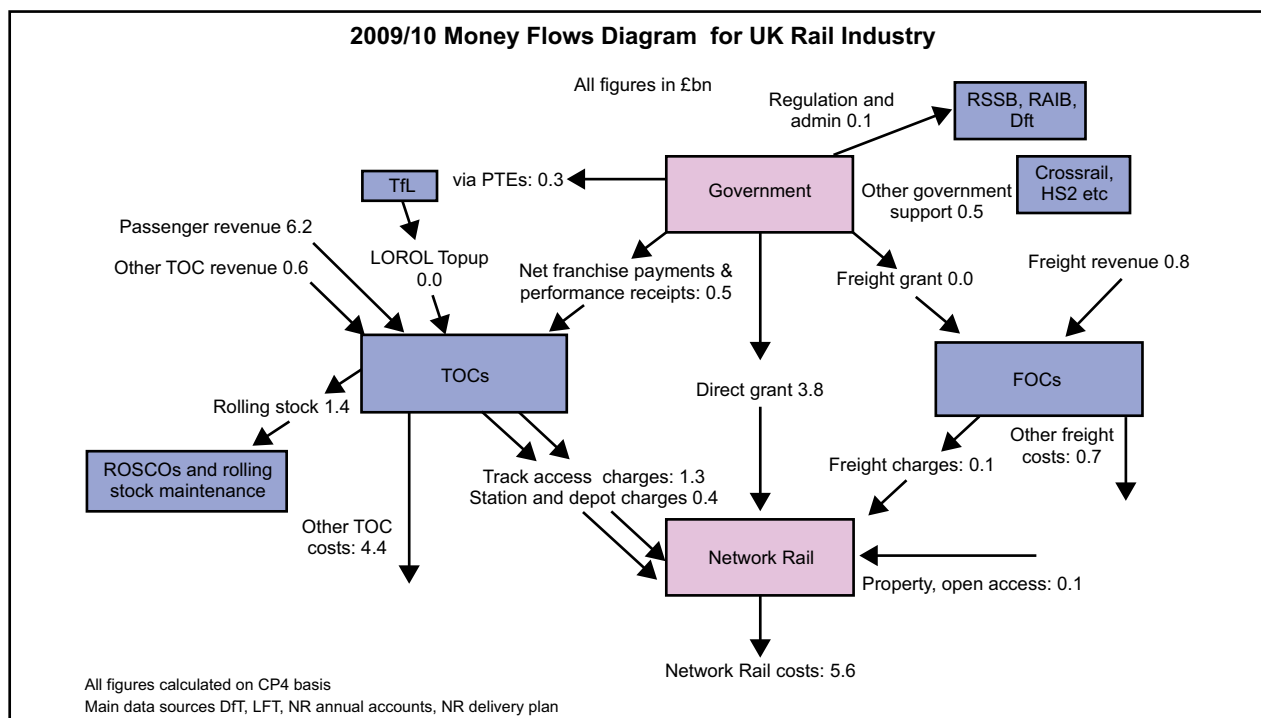 2009/10 Money Flows Diagram for UK Rail Industry
All figures in £bn
Regulation and
admin 0.1
RSSB, RAIB,
Dft
TfL
via PTEs: 0.3
Government
Other government
support 0.5
Crossrail,
HS2 etc
Passenger revenue 6.2
Other TOC revenue 0.6
LOROL Topup
0.0
Net franchise payments &
performance receipts: 0.5
Freight grant 0.0
Freight revenue 0.8
TOCs
Direct grant 3.8
FOCs
Rolling stock 1.4
ROSCOs and rolling
stock maintenance
Other TOC
costs: 4.4
Track access charges: 1.3
Station and depot charges 0.4
Freight charges: 0.1
Other freight
costs: 0.7
Network Rail
Property, open access: 0.1
Network Rail costs: 5.6
All figures calculated on CP4 basis
Main data sources DfT, LFT, NR annual accounts, NR delivery plan